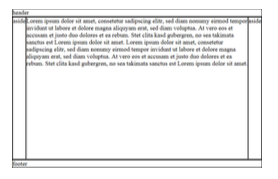 header
aside
Lorem ipsum dolor sit amet, consetetur sadipscing elitr, sed diam nonumy eirmod tempor
invidunt ut labore et dolore magna aliquyam erat, sed diam voluptua. At vero eos et
accusam et justo duo dolores et ea rebum. Stet clita kasd gubergren, no sea takimata
sanctus est Lorem ipsum dolor sit amet. Lorem ipsum dolor sit amet, consetetur
sadipscing elitr, sed diam nonumy eirmod tempor invidunt ut labore et dolore magna
aliquyam erat, sed diam voluptua. At vero eos et accusam et justo duo dolores et ea
rebum. Stet clita kasd gubergren, no sea takimata sanctus est Lorem ipsum dolor sit amet.
aside
footer